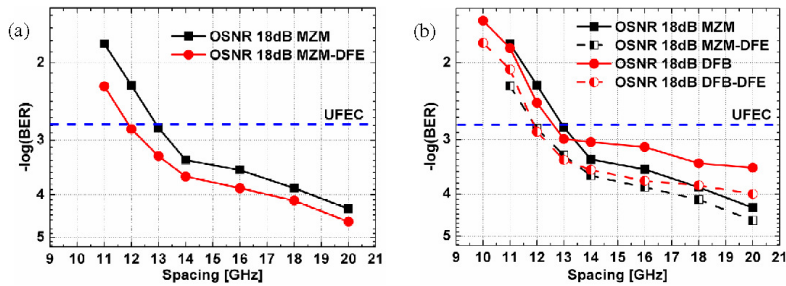 (a)
OSNR 18dB MZM
OSNR 18dB MZM-DFE
UFEC
-log(BER)
2
3
4
5
9 10 11 12 13 14 15 16 17 18 19 20 21
Spacing [GHz]
(b)
OSNR 18dB MZM
OSNR 18dB MZM-DFE
OSNR 18dB DFB
OSNR 18dB DFB-DFE
UFEC
-log(BER)
2
3
4
5
9 10 11 12 13 14 15 16 17 18 19 20 21
Spacing [GHz]